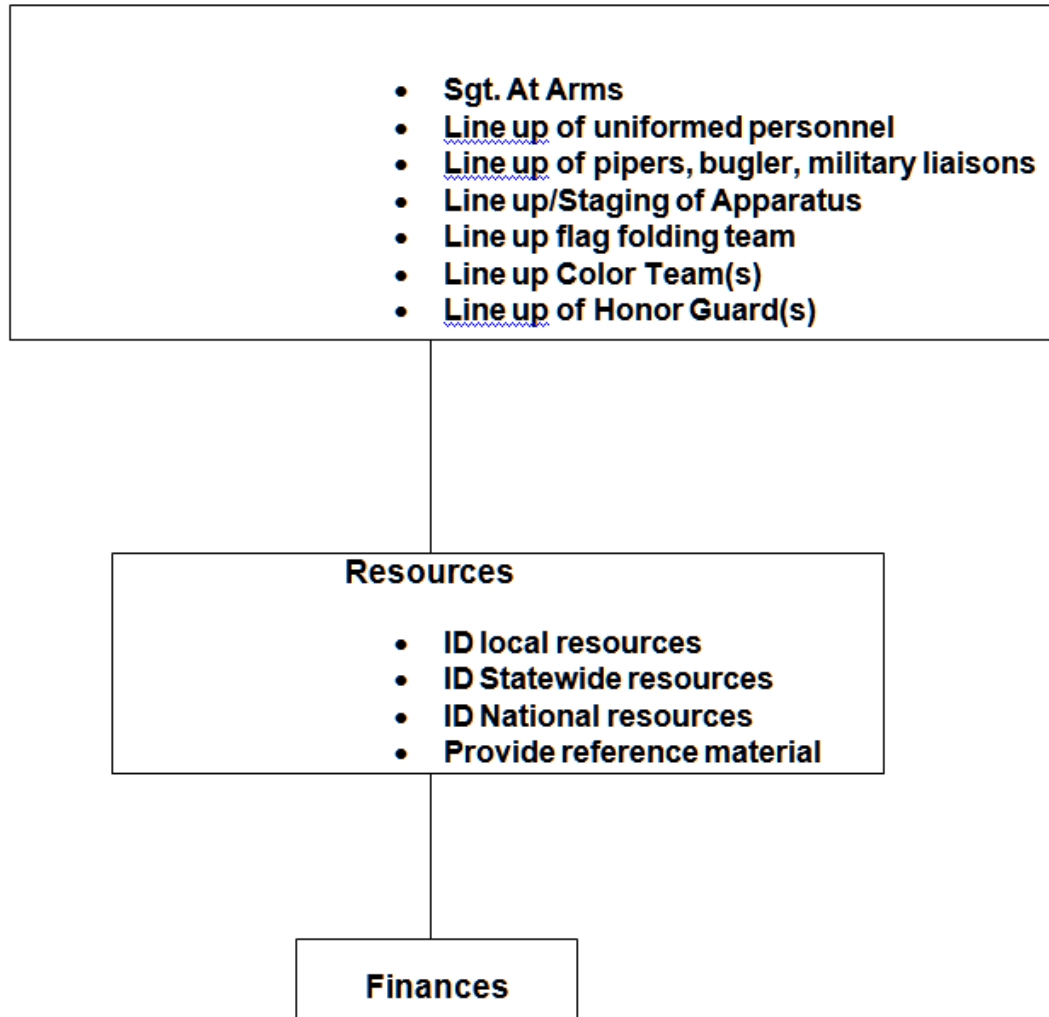 • Sgt. At Arms
• Line up of uniformed personnel
• Line up of pipers, bugler, military liaisons
• Line up/Staging of Apparatus
• Line up flag folding team
• Line up Color Team(s)
• Line up of Honor Guard(s)
Resources
• ID local resources
• ID Statewide resources
• ID National resources
• Provide reference material
Finances